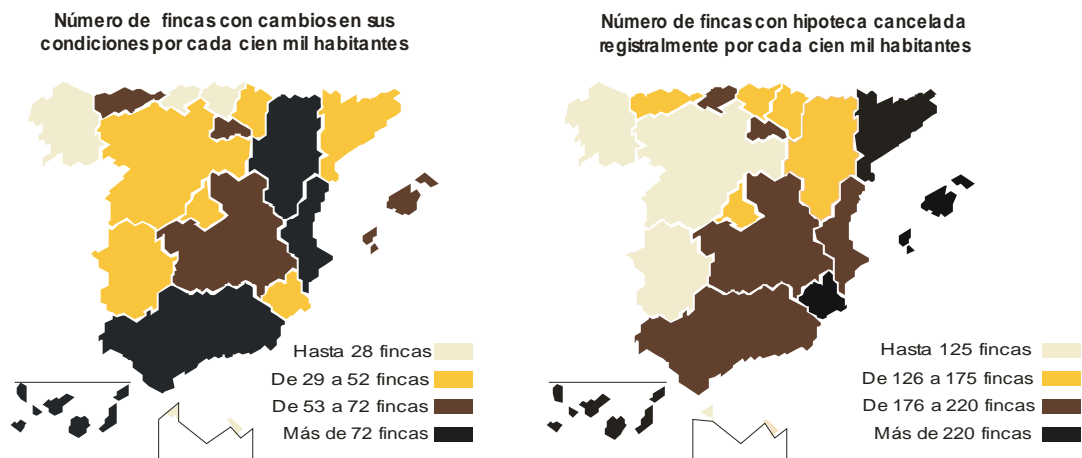 Número de fincas con cambios en sus
condiciones por cada cien mil habitantes
Hasta 28 fincas
De 29 a 52 fincas
De 53 a 72 fincas
Más de 72 fincas
Número de fincas con hipoteca cancelada
registralmente por cada cien mil habitantes
Hasta 125 fincas
De 126 a 175 fincas
De 176 a 220 fincas
Más de 220 fincas